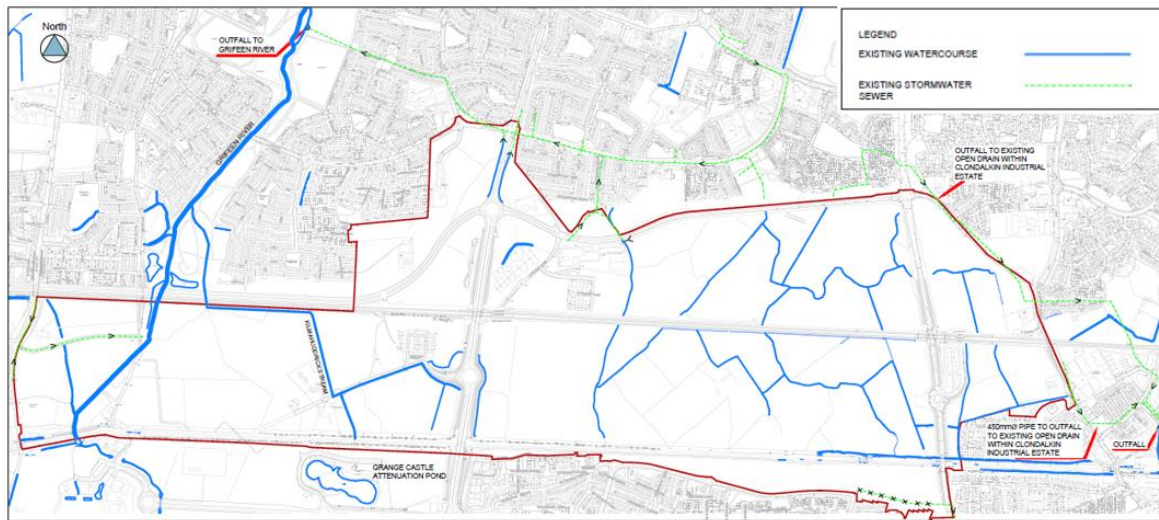 North
OUTFALL TO
GRIFEEN RIVER
GRIFEEN RIVER
LEGEND
EXISTING WATERCOURSE
EXISTING STORMWATER
SEWER
OUTFALL TO EXISTING
OPEN DRAIN WITHIN
CLONDALKIN INDUSTRIAL
ESTATE
KILMAHUDDRICK STREAM
GRANGE CASTLE
ATTENUATION POND
450mmØ PIPE TO OUTFALL
TO EXISTING OPEN DRAIN
WITHIN CLONDALKIN
INDUSTRIAL ESTATE
OUTFALL